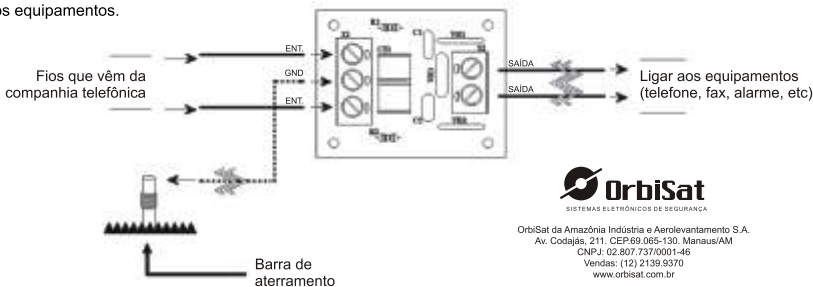 os equipamentos.
Fios que vêm da
companhia telefônica
ENT.
GND
ENT.
X1
C1
SAÍDA
SAÍDA
Ligar aos equipamentos
(telefone, fax, alarme, etc)
Barra de
aterramento
OrbiSat
SISTEMAS ELETRÔNICOS DE SEGURANÇA
OrbiSat da Amazônia Indústria e Aerolevantamento S.A.
Av. Codajás, 211. CEP.69.065-130. Manaus/AM
CNPJ: 02.807.737/0001-46
Vendas: (12) 2139.9370
www.orbisat.com.br